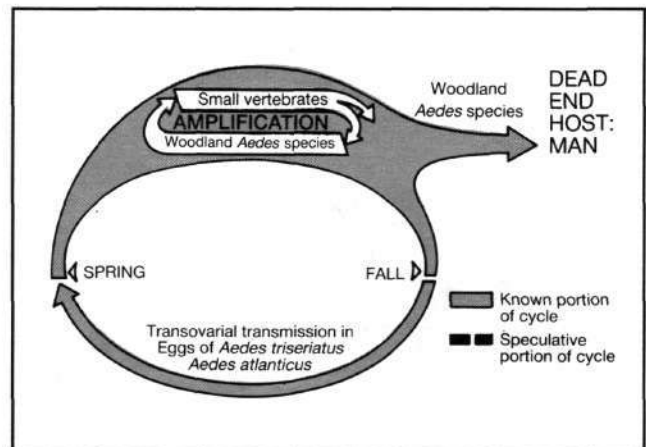 Small vertebrates
AMPLIFICATION
Woodland Aedes species
Woodland
Aedes species
DEAD
END
HOST:
MAN
SPRING
FALL
Transovarial transmission in
Eggs of Aedes triseriatus
Aedes atlanticus
Known portion
of cycle
Speculative
portion of cycle